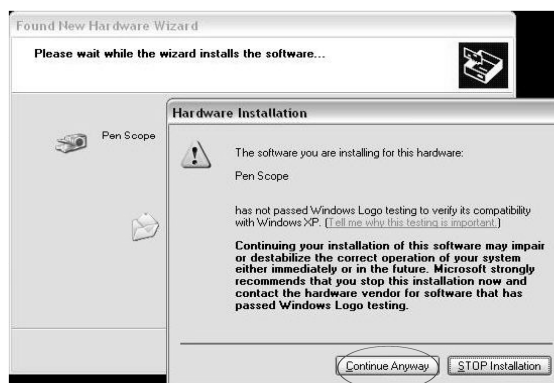 Found New Hardware Wizard
Please wait while the wizard installs the software...
Pen Scope
Hardware Installation
The software you are installing for this hardware:
Pen Scope
has not passed Windows Logo testing to verify its compatibility
with Windows XP. (Tell me why this testing is important.)
Continuing your installation of this software may impair
or destabilize the correct operation of your system
either immediately or in the future. Microsoft strongly
recommends that you stop this installation now and
contact the hardware vendor for software that has
passed Windows Logo testing.
Continue Anyway
STOP Installation